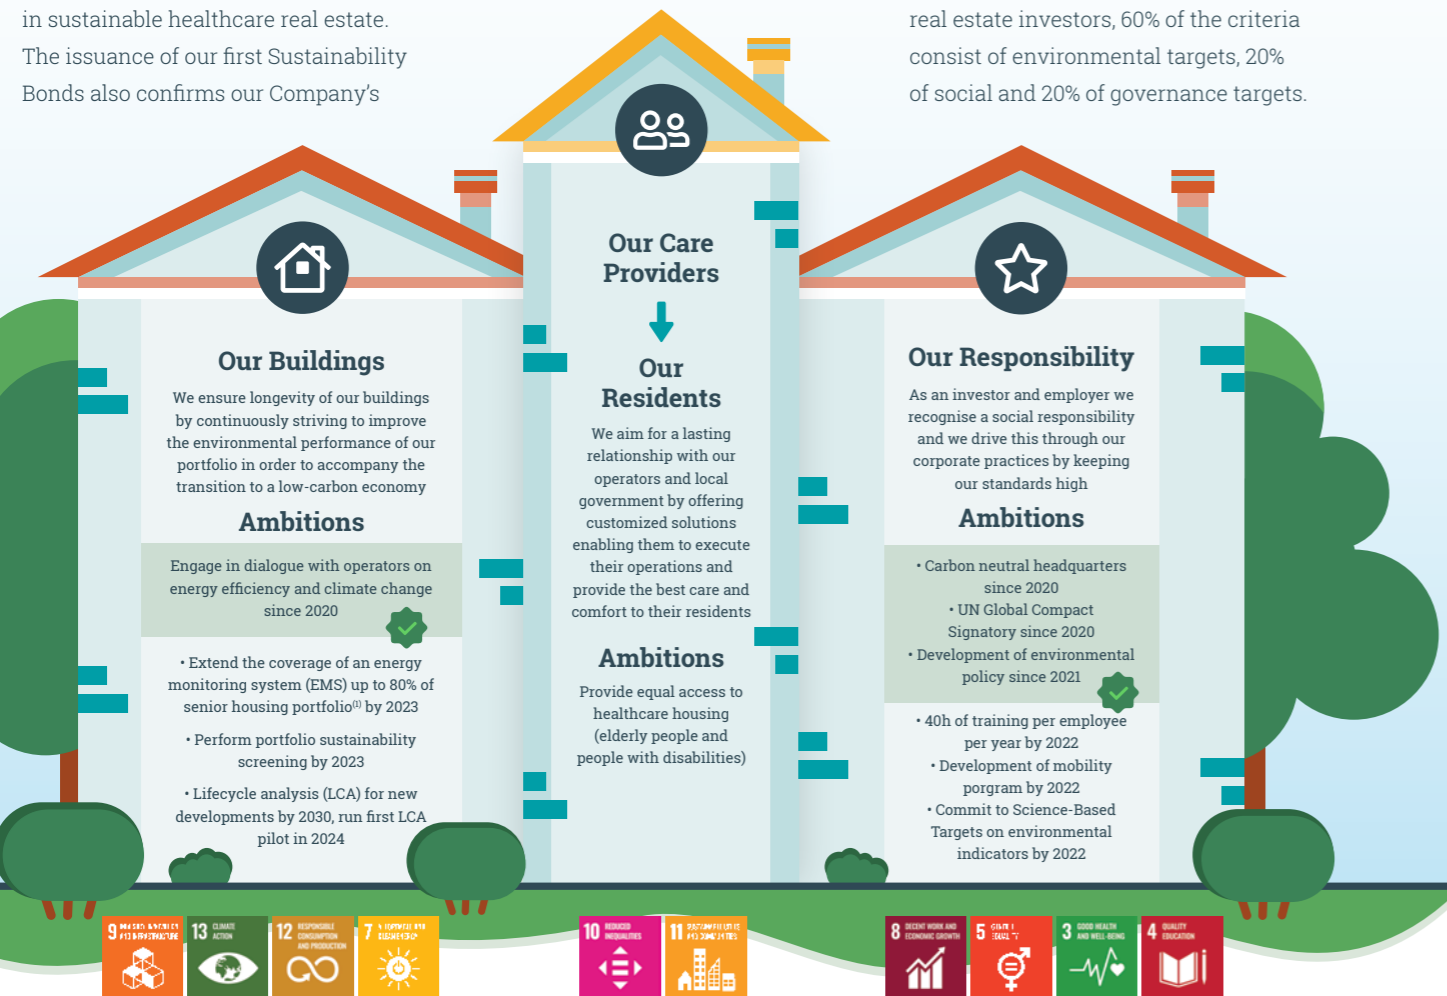 in sustainable healthcare real estate.
The issuance of our first Sustainability
Bonds also confirms our Company's
real estate investors, 60% of the criteria
consist of environmental targets, 20%
of social and 20% of governance targets.
Our Buildings
We ensure longevity of our buildings
by continuously striving to improve
the environmental performance of our
portfolio in order to accompany the
transition to a low-carbon economy
Ambitions
Engage in dialogue with operators on
energy efficiency and climate change
since 2020
• Extend the coverage of an energy
monitoring system (EMS) up to 80% of
senior housing portfolio(1) by 2023
• Perform portfolio sustainability
screening by 2023
• Lifecycle analysis (LCA) for new
developments by 2030, run first LCA
pilot in 2024
Our Care
Providers
Our
Residents
We aim for a lasting
relationship with our
operators and local
government by offering
customized solutions
enabling them to execute
their operations and
provide the best care and
comfort to their residents
Ambitions
Provide equal access to
healthcare housing
(elderly people and
people with disabilities)
Our Responsibility
As an investor and employer we
recognise a social responsibility
and we drive this through our
corporate practices by keeping
our standards high
Ambitions
• Carbon neutral headquarters
since 2020
• UN Global Compact
Signatory since 2020
• Development of environmental
policy since 2021
• 40h of training per employee
per year by 2022
• Development of mobility
porgram by 2022
• Commit to Science-Based
Targets on environmental
indicators by 2022
9
13 CLIMATE
ACTION
12 RESPONSIBLE
CONSUMPTION
AND PRODUCTION
7
10 REDUCED
INEQUALITIES
11
8 DECENT WORK AND
ECONOMIC GROWTH
5
3 GOOD HEALTH
AND WELL-BEING
4 QUALITY
EDUCATION